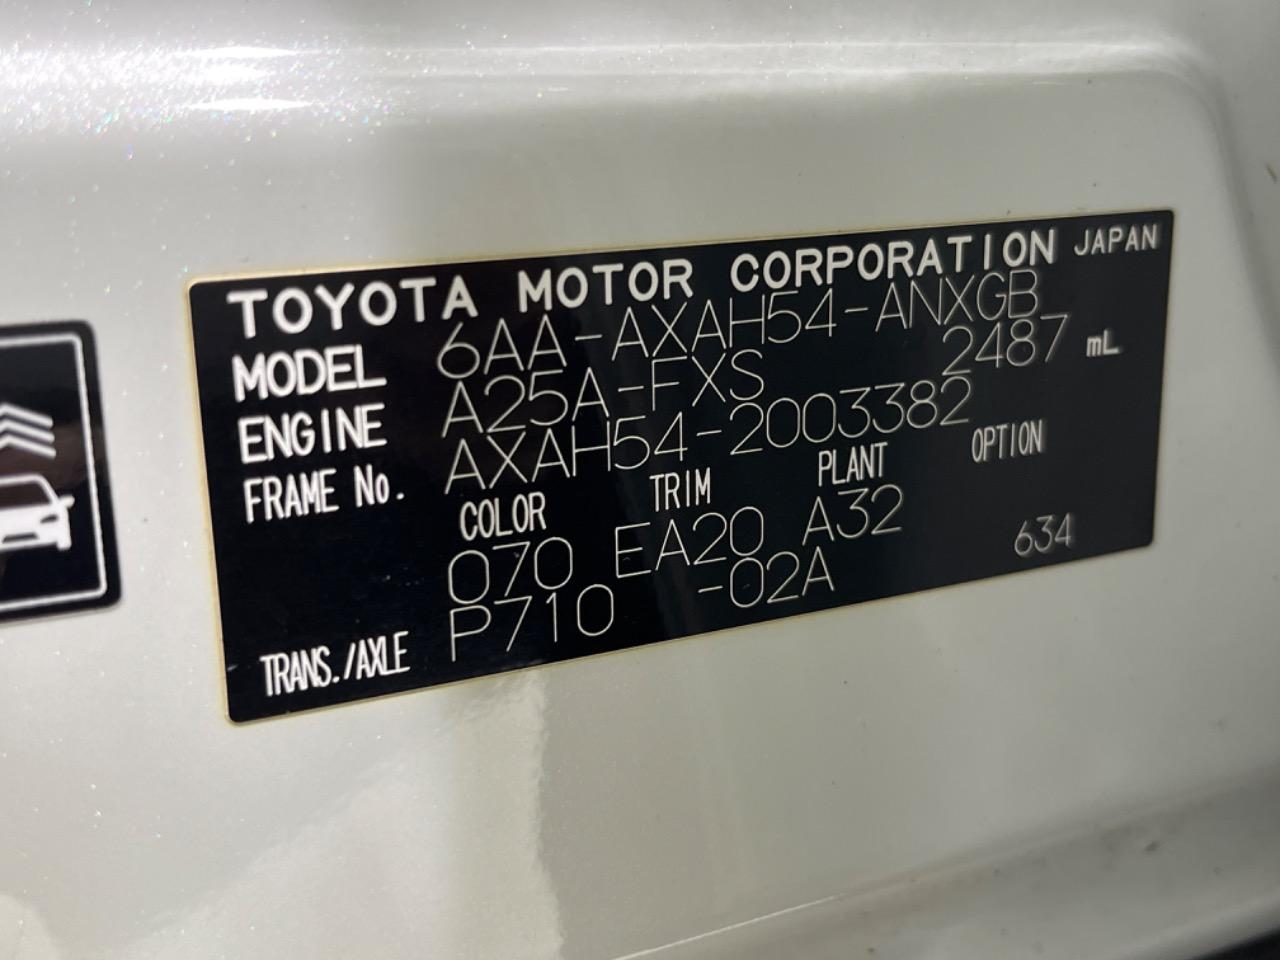 TOYOTA MOTOR CORPORATION JAPAN
MODEL 6AA-AXAH54-ANXGB
ENGINE A25A-FXS 2487 mL
FRAME No. AXAH54-2003382
COLOR TRIM PLANT OPTION
070 EA20 A32
TRANS./AXLE P710 -02A 634